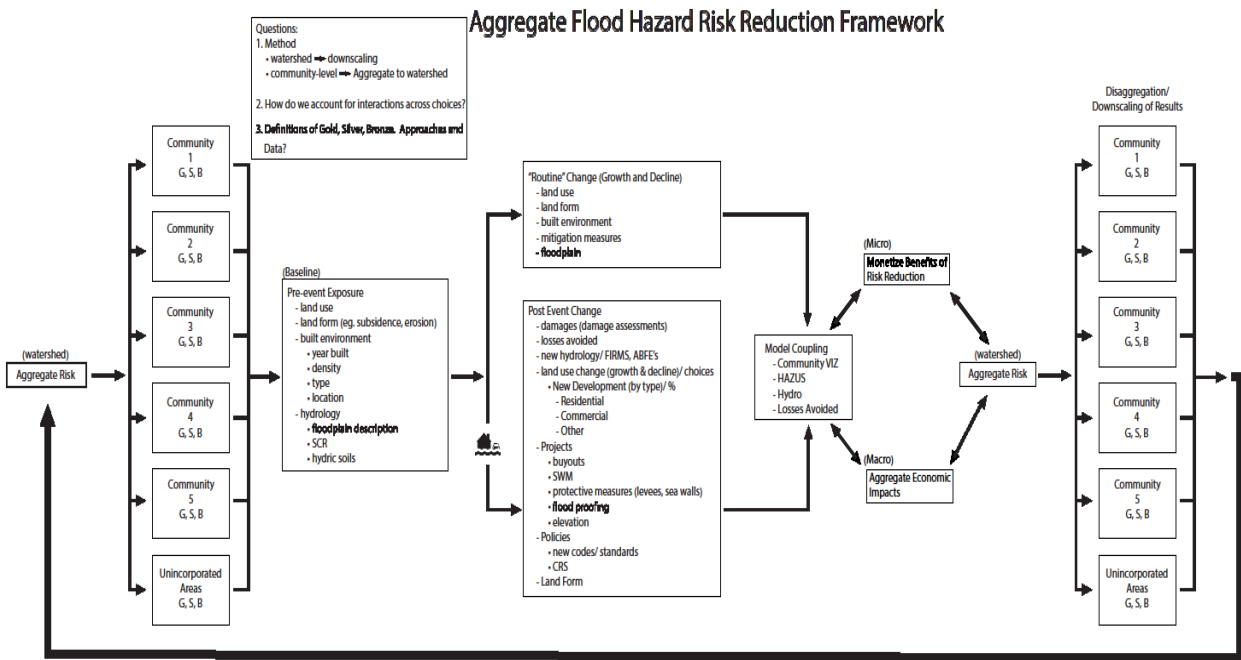 Aggregate Flood Hazard Risk Reduction Framework
Questions:
1. Method
• watershed ➡ downscaling
• community-level ➡ Aggregate to watershed
2. How do we account for interactions across choices?
3. Definitions of Gold, Silver, Bronze. Approaches and
Data?
(watershed)
Aggregate Risk
Community
1
G, S, B
Community
2
G, S, B
Community
3
G, S, B
Community
4
G, S, B
Community
5
G, S, B
Unincorporated
Areas
G, S, B
(Baseline)
Pre-event Exposure
- land use
- land form (eg. subsidence, erosion)
- built environment
• year built
• density
• type
• location
- hydrology
• floodplain description
• SCR
• hydric soils
"Routine" Change (Growth and Decline)
- land use
- land form
- built environment
- mitigation measures
- floodplain
Post Event Change
- damages (damage assessments)
- losses avoided
- new hydrology/ FIRMS, ABFE's
- land use change (growth & decline)/ choices
• New Development (by type)/ %
- Residential
- Commercial
- Other
- Projects
• buyouts
• SWM
• protective measures (levees, sea walls)
• flood proofing
• elevation
- Policies
• new codes/ standards
• CRS
- Land Form
Model Coupling
- Community VIZ
- HAZUS
- Hydro
- Losses Avoided
(Micro)
Monetize Benefits of
Risk Reduction
(Macro)
Aggregate Economic
Impacts
(watershed)
Aggregate Risk
Disaggregation/
Downscaling of Results
Community
1
G, S, B
Community
2
G, S, B
Community
3
G, S, B
Community
4
G, S, B
Community
5
G, S, B
Unincorporated
Areas
G, S, B